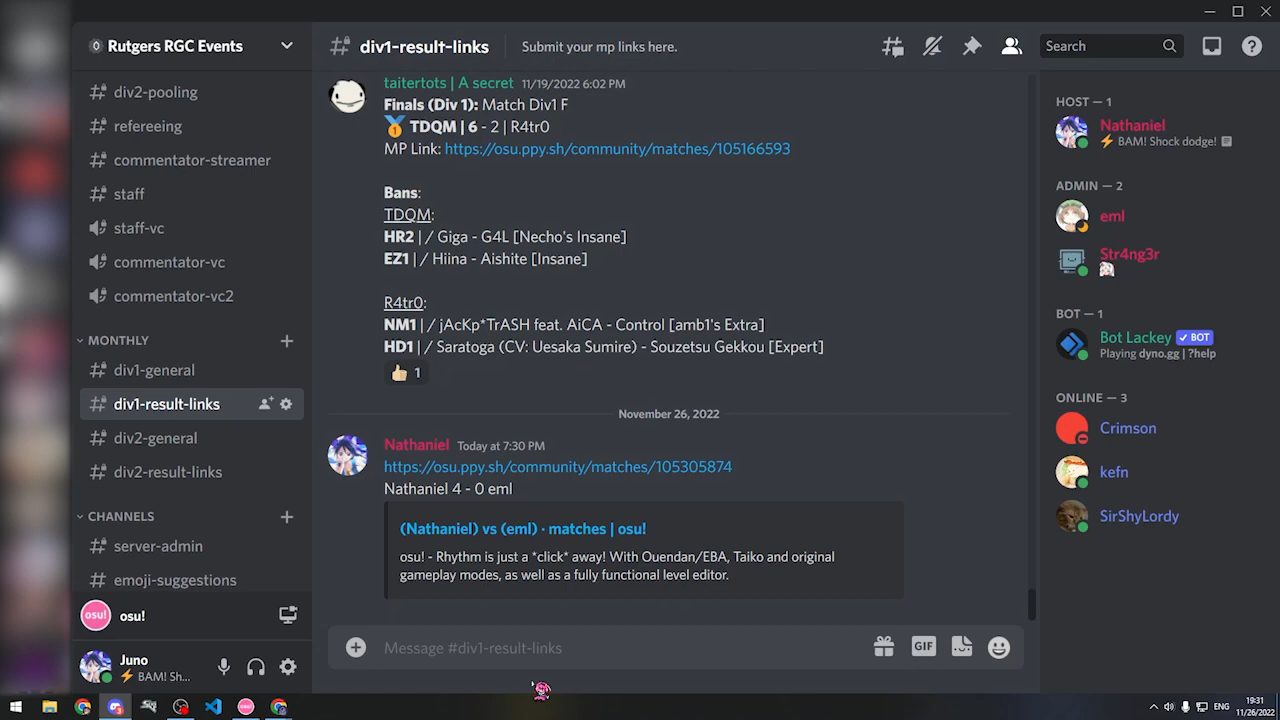 Rutgers RGC Events
div2-pooling
refereeing
commentator-streamer
staff
staff-vc
commentator-vc
commentator-vc2
MONTHLY
div1-general
div1-result-links
div2-general
div2-result-links
CHANNELS
server-admin
emoji-suggestions
osu!
osu!
Juno
⚡ BAM! Sh...
div1-result-links
Submit your mp links here.
Search
taitertots | A secret 11/19/2022 6:02 PM
Finals (Div 1): Match Div1 F
🥇 TDQM | 6 - 2 | R4tr0
MP Link: https://osu.ppy.sh/community/matches/105166593
Bans:
TDQM:
HR2 | / Giga - G4L [Necho's Insane]
EZ1 | / Hiina - Aishite [Insane]
R4tr0:
NM1 | / jAcKp*TrASH feat. AiCA - Control [amb1's Extra]
HD1 | / Saratoga (CV: Uesaka Sumire) - Souzetsu Gekkou [Expert]
👍 1
November 26, 2022
Nathaniel Today at 7:30 PM
https://osu.ppy.sh/community/matches/105305874
Nathaniel 4 - 0 eml
(Nathaniel) vs (eml) · matches | osu!
osu! - Rhythm is just a *click* away! With Ouendan/EBA, Taiko and original
gameplay modes, as well as a fully functional level editor.
Message #div1-result-links
GIF
HOST — 1
Nathaniel
⚡ BAM! Shock dodge!
ADMIN — 2
eml
Str4ng3r
BOT — 1
Bot Lackey ✓ BOT
Playing dyno.gg | ?help
ONLINE — 3
Crimson
kefn
SirShyLordy
ENG
19:31
11/26/2022